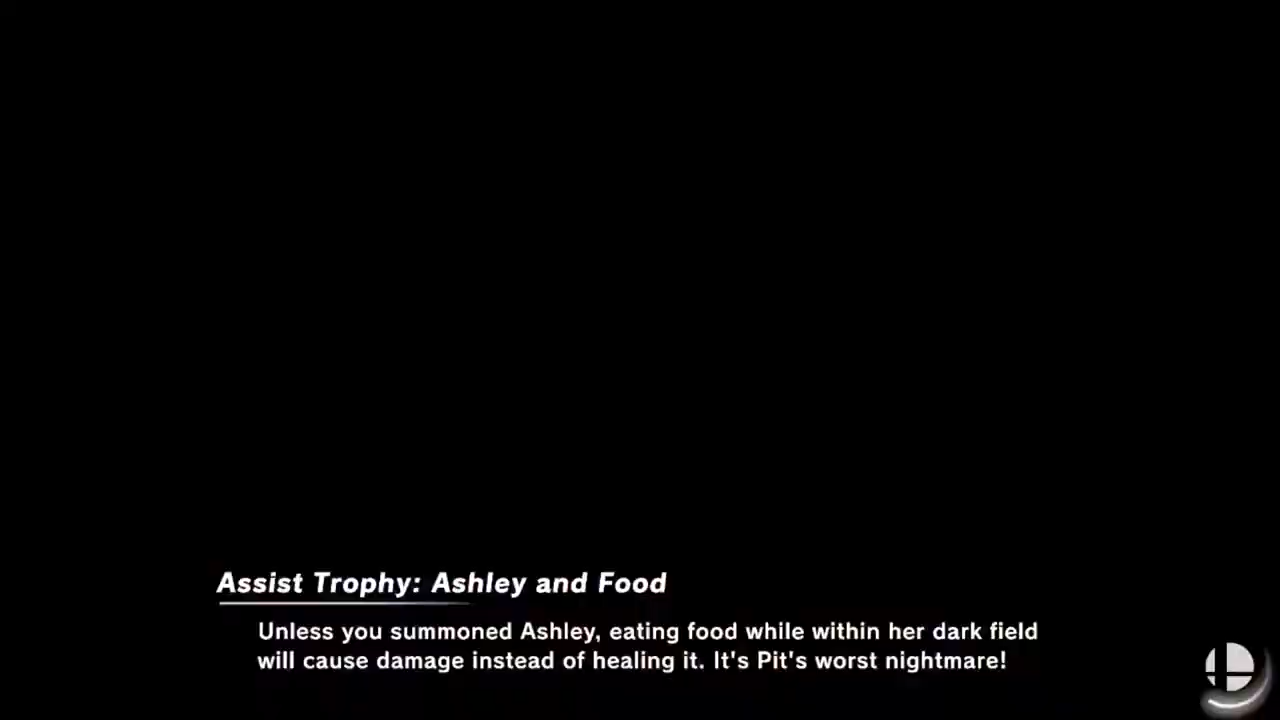 Assist Trophy: Ashley and Food
Unless you summoned Ashley, eating food while within her dark field
will cause damage instead of healing it. It's Pit's worst nightmare!